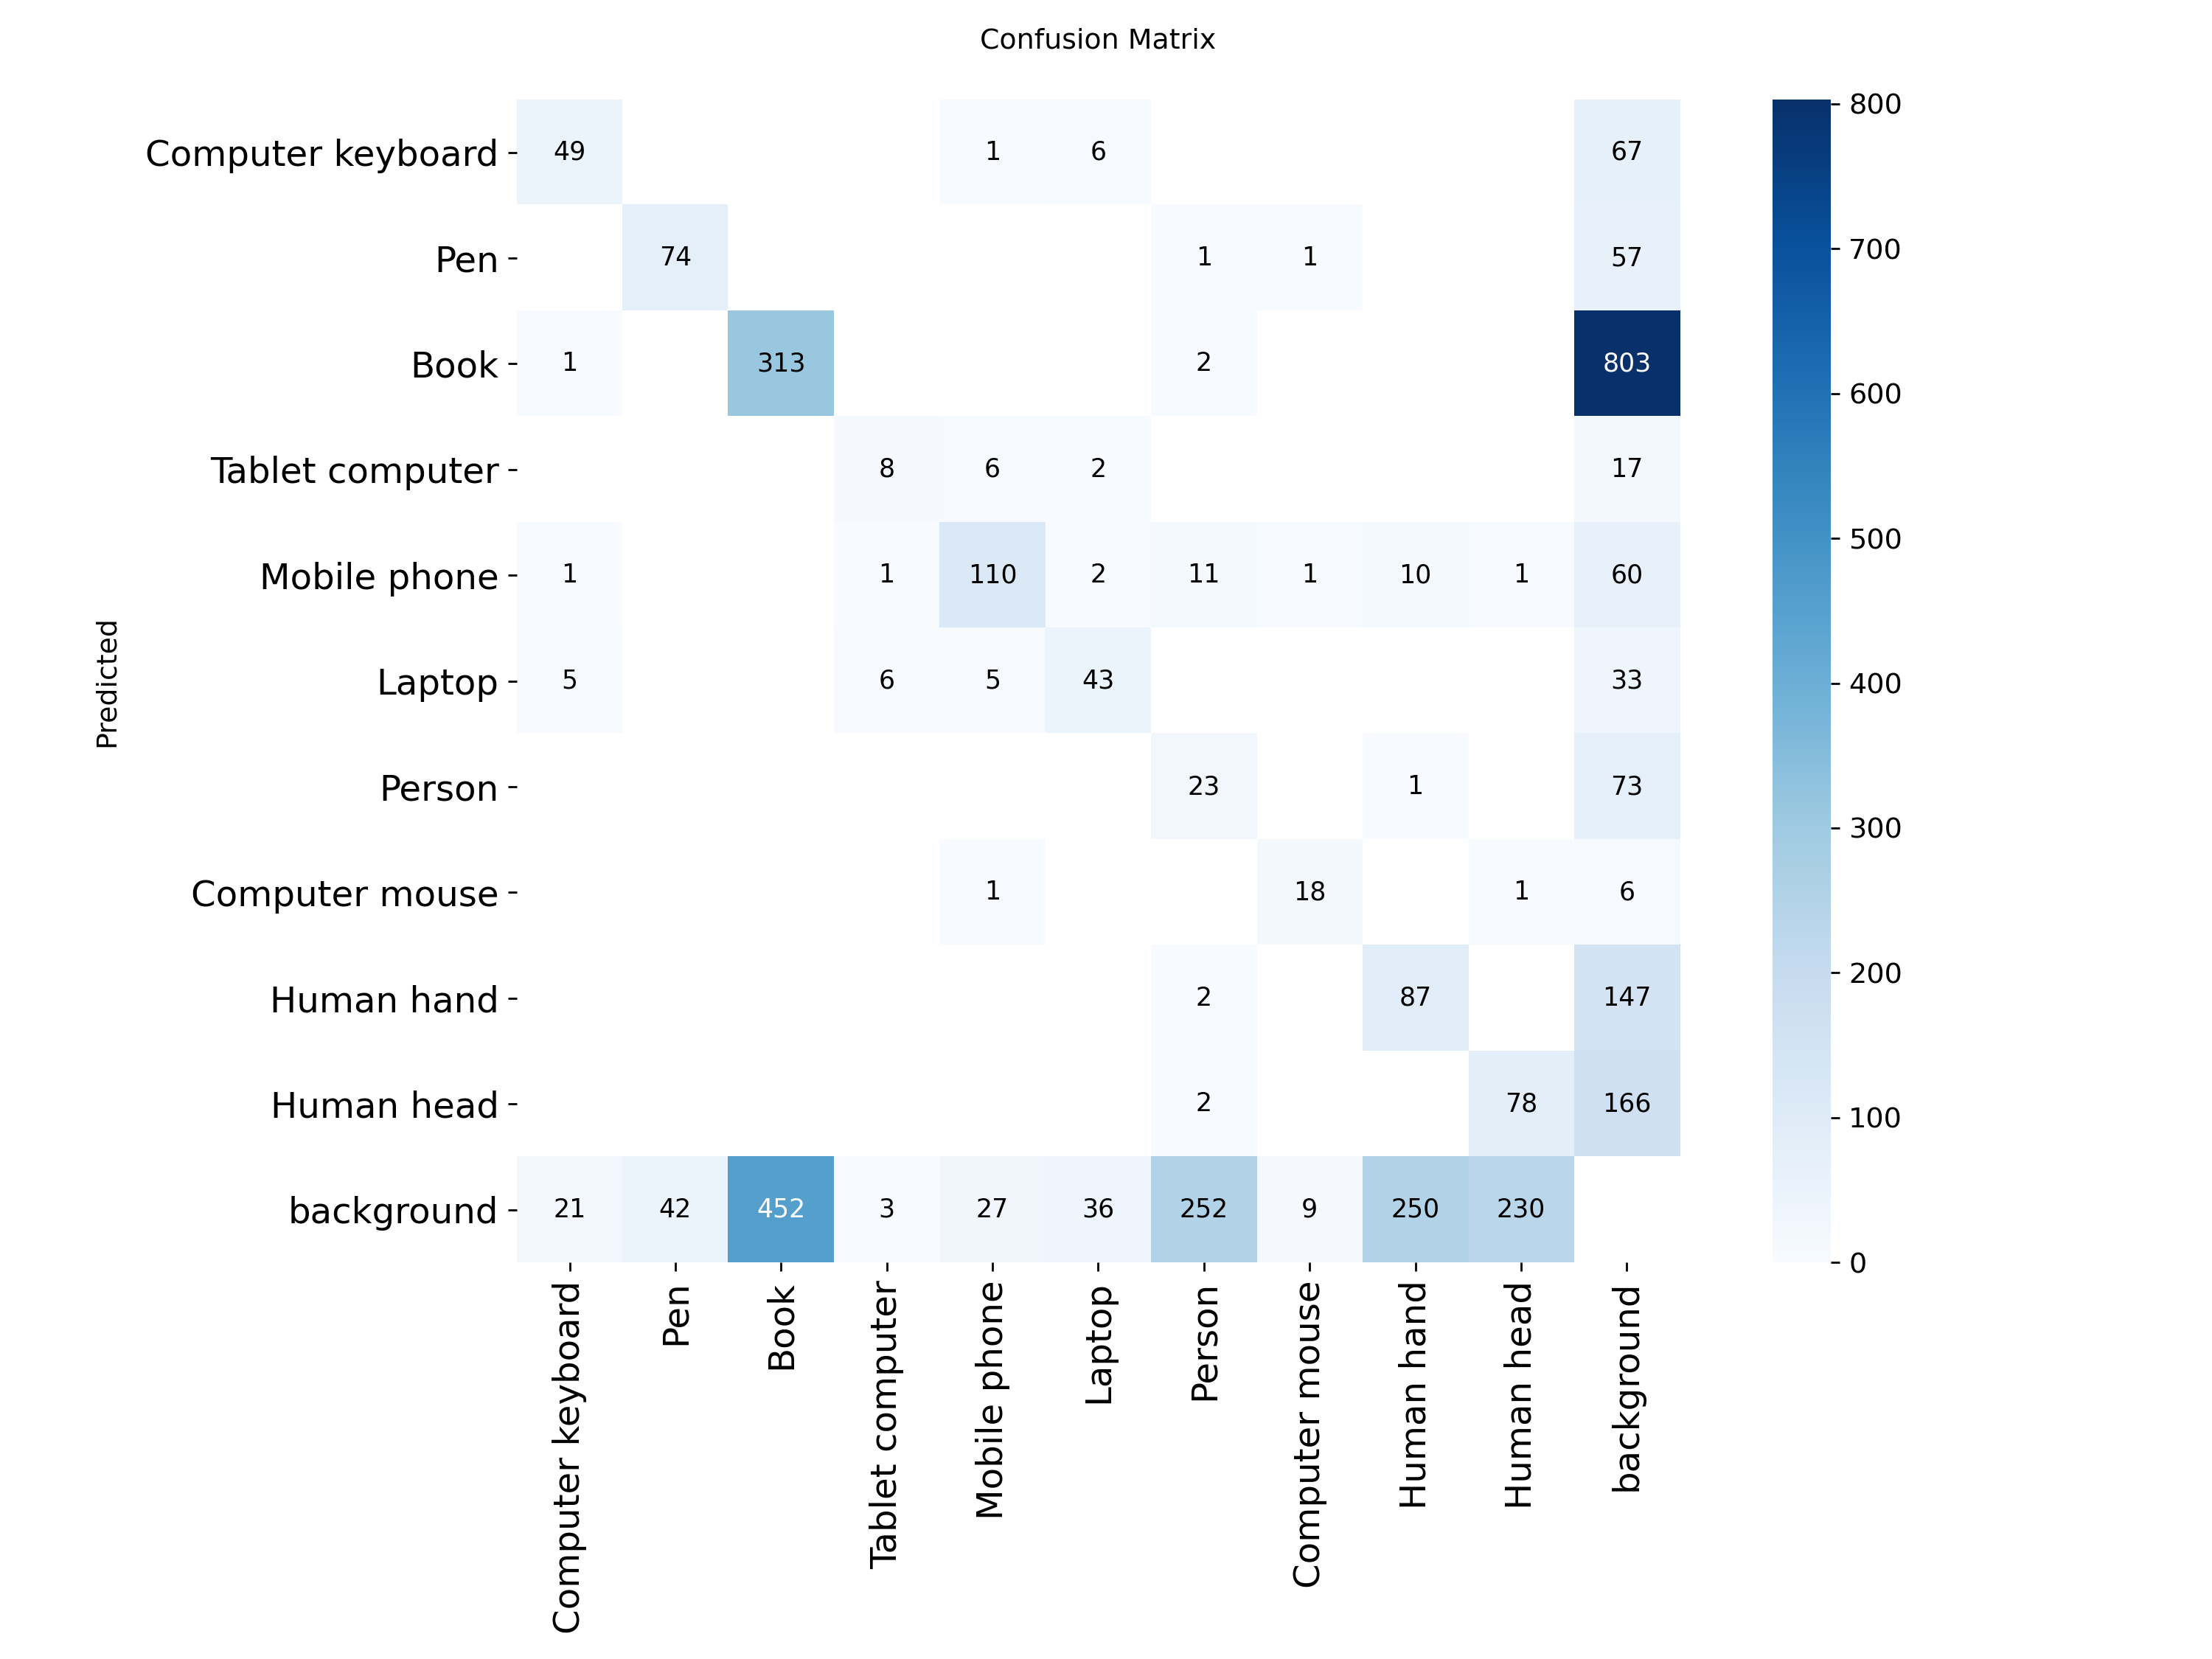 Confusion Matrix
Predicted
Computer keyboard 49 1 6 67
Pen 74 1 1 57
Book 1 313 2 803
Tablet computer 8 6 2 17
Mobile phone 1 1 110 2 11 1 10 1 60
Laptop 5 6 5 43 33
Person 23 1 73
Computer mouse 1 18 1 6
Human hand 2 87 147
Human head 2 78 166
background 21 42 452 3 27 36 252 9 250 230
Computer keyboard
Pen
Book
Tablet computer
Mobile phone
Laptop
Person
Computer mouse
Human hand
Human head
background
800
700
600
500
400
300
200
100
0